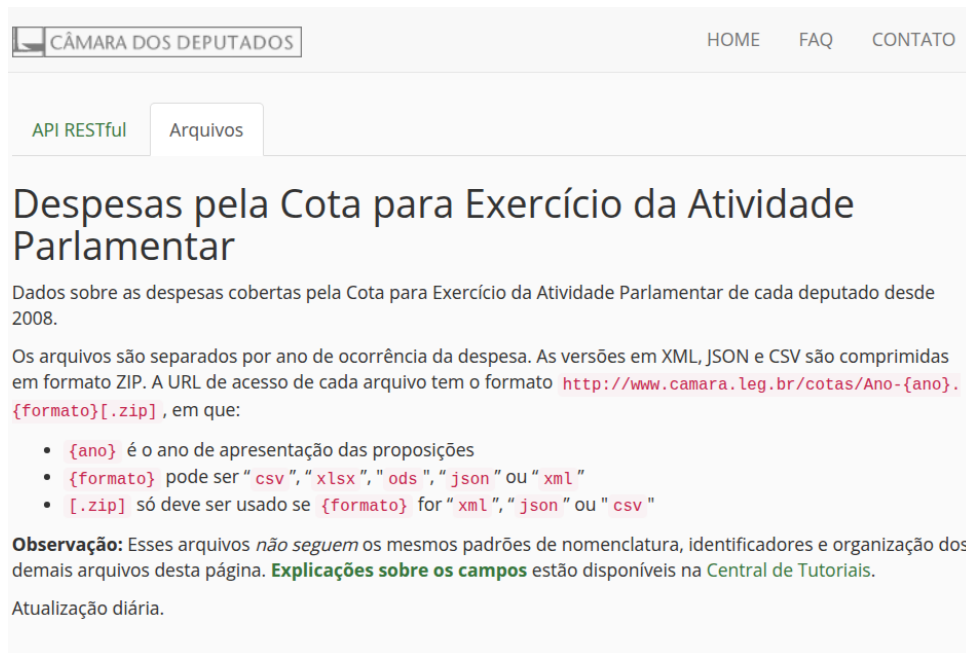 CÂMARA DOS DEPUTADOS
HOME FAQ CONTATO
API RESTful Arquivos
Despesas pela Cota para Exercício da Atividade
Parlamentar
Dados sobre as despesas cobertas pela Cota para Exercício da Atividade Parlamentar de cada deputado desde
2008.
Os arquivos são separados por ano de ocorrência da despesa. As versões em XML, JSON e CSV são comprimidas
em formato ZIP. A URL de acesso de cada arquivo tem o formato http://www.camara.leg.br/cotas/Ano-{ano}.
{formato}[.zip] , em que:
• {ano} é o ano de apresentação das proposições
• {formato} pode ser “ csv ”, “ xlsx ”, " ods ", “ json ” ou “ xml ”
• [.zip] só deve ser usado se {formato} for “ xml ”, “ json ” ou " csv "
Observação: Esses arquivos não seguem os mesmos padrões de nomenclatura, identificadores e organização dos
demais arquivos desta página. Explicações sobre os campos estão disponíveis na Central de Tutoriais.
Atualização diária.